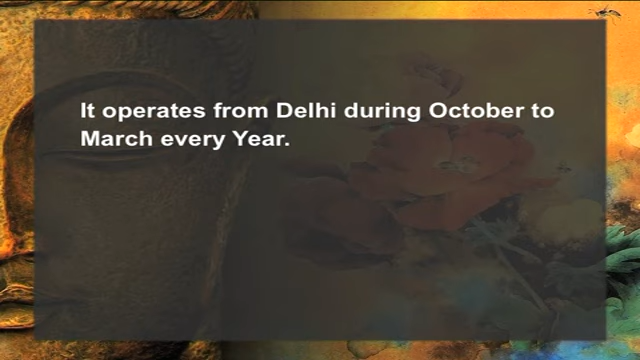 It operates from Delhi during October to
March every Year.